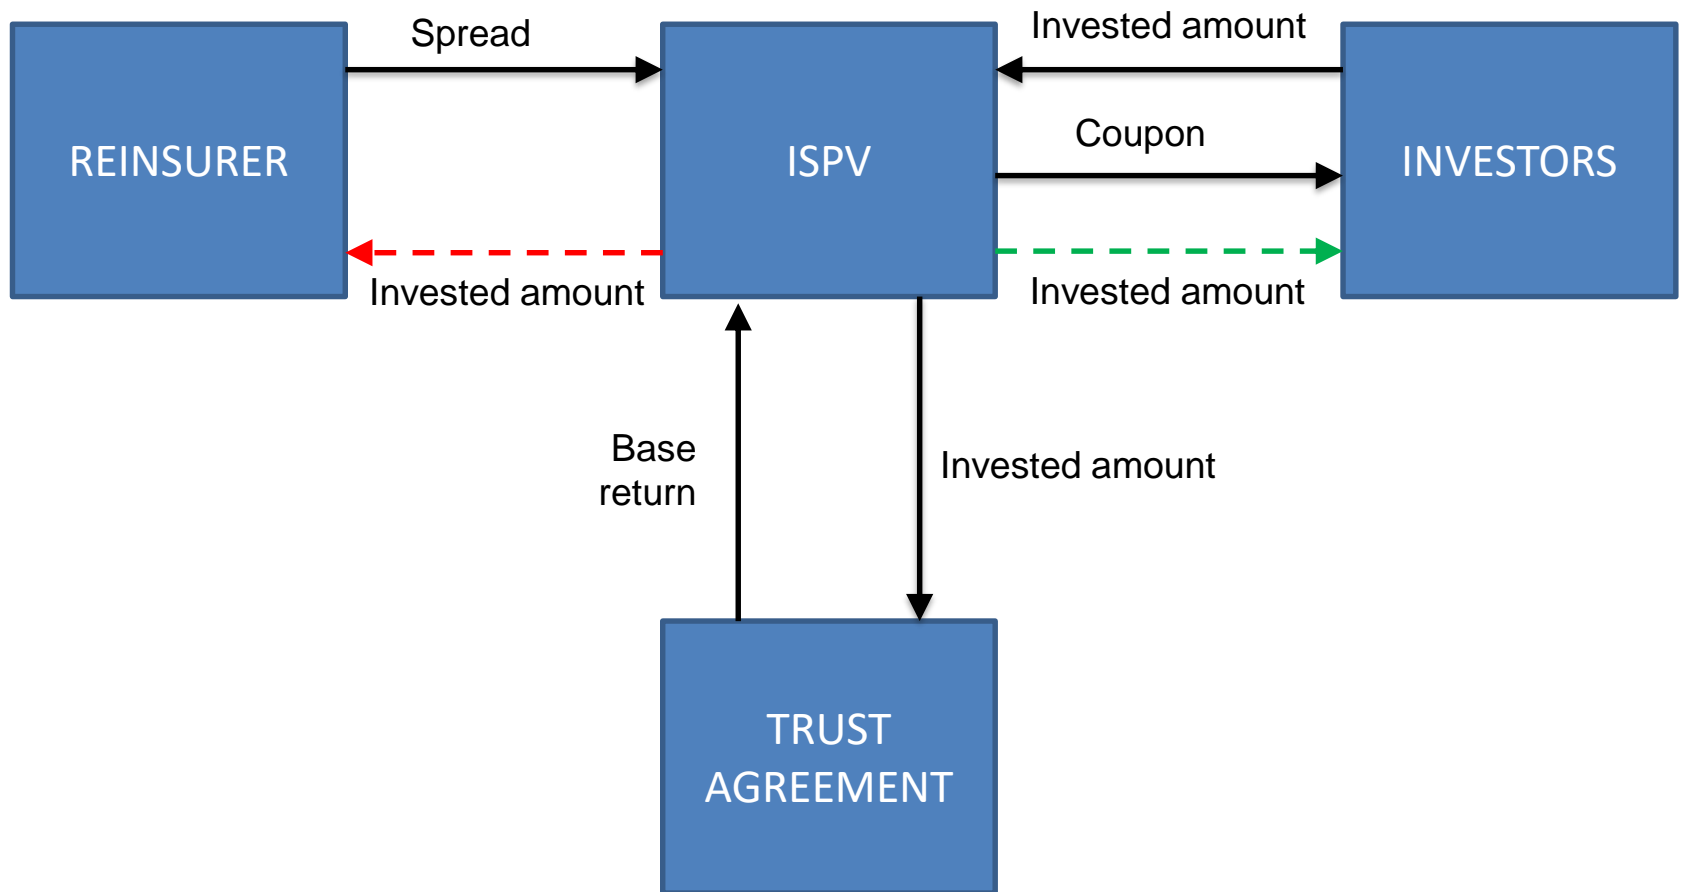 Spread
Invested amount
REINSURER
ISPV
Coupon
INVESTORS
Invested amount
Invested amount
Base
return
Invested amount
TRUST
AGREEMENT